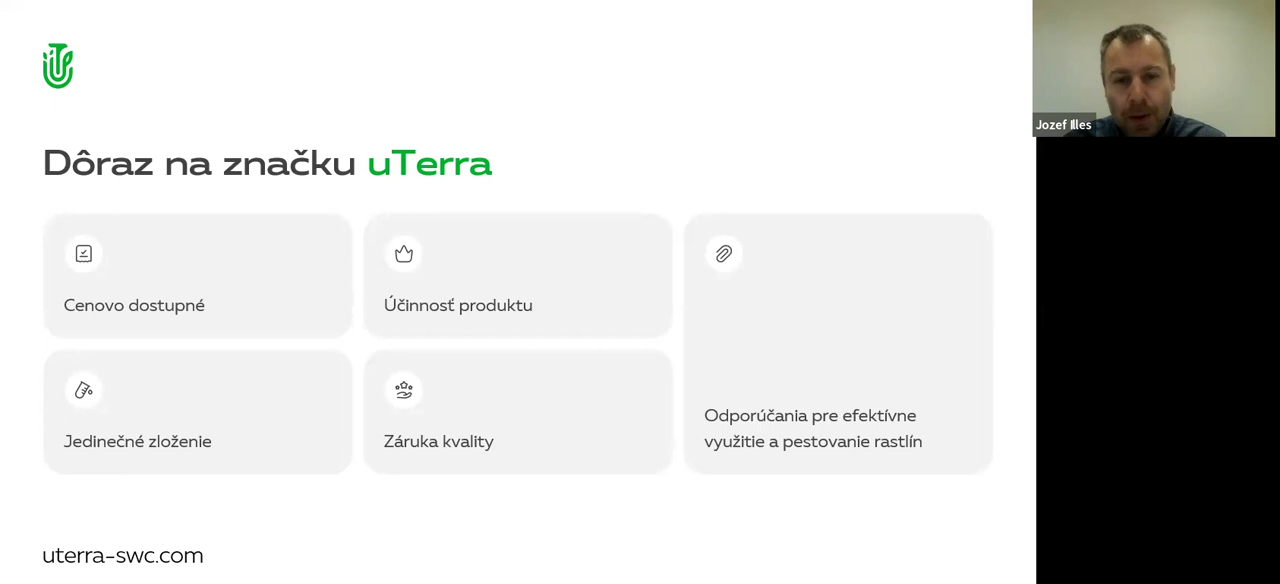 Dôraz na značku uTerra
Cenovo dostupné
Účinnosť produktu
Jedinečné zloženie
Záruka kvality
Odporúčania pre efektívne
využitie a pestovanie rastlín
uterra-swc.com
Jozef Illes